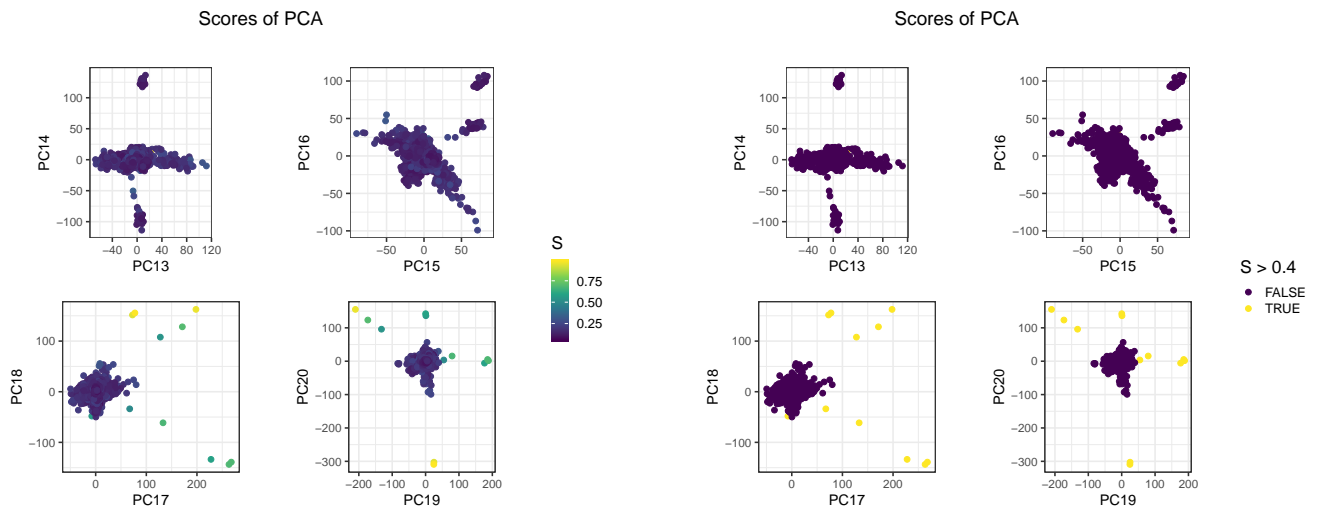 Scores of PCA
100
50
0
−50
−100
PC14
−40 0 40 80 120
PC13
100
50
0
−50
−100
PC16
−50 0 50
PC15
100
0
−100
PC18
0 100 200
PC17
100
0
−100
−200
−300
PC20
−200 −100 0 100 200
PC19
S
0.75
0.50
0.25
Scores of PCA
100
50
0
−50
−100
PC14
−40 0 40 80 120
PC13
100
50
0
−50
−100
PC16
−50 0 50
PC15
100
0
−100
PC18
0 100 200
PC17
100
0
−100
−200
−300
PC20
−200 −100 0 100 200
PC19
S > 0.4
FALSE
TRUE